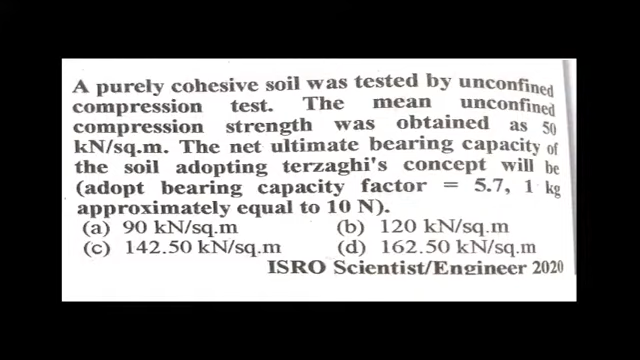 A purely cohesive soil was tested by unconfined
compression test. The mean unconfined
compression strength was obtained as 50
kN/sq.m. The net ultimate bearing capacity of
the soil adopting terzaghi's concept will be
(adopt bearing capacity factor = 5.7, 1 kg
approximately equal to 10 N).
(a) 90 kN/sq.m (b) 120 kN/sq.m
(c) 142.50 kN/sq.m (d) 162.50 kN/sq.m
ISRO Scientist/Engineer 2020